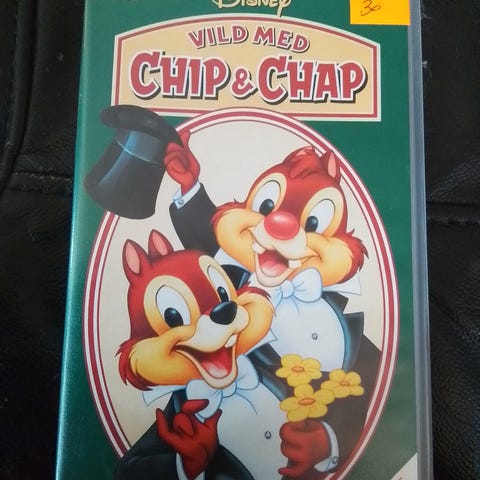 Disney
30
VILD MED
CHIP & CHAP